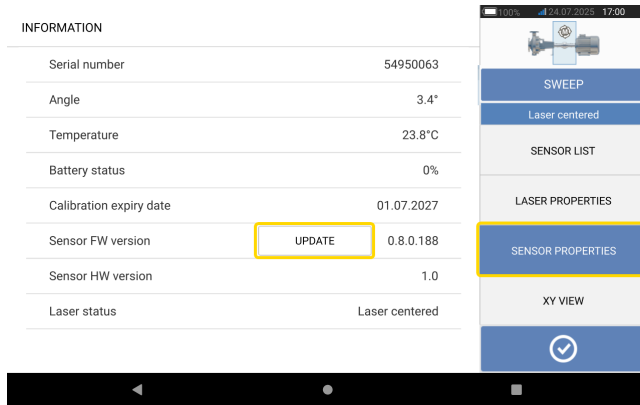 100% 24.07.2025 17:00
INFORMATION
Serial number 54950063
Angle 3.4°
Temperature 23.8°C
Battery status 0%
Calibration expiry date 01.07.2027
Sensor FW version UPDATE 0.8.0.188
Sensor HW version 1.0
Laser status Laser centered
SWEEP
Laser centered
SENSOR LIST
LASER PROPERTIES
SENSOR PROPERTIES
XY VIEW